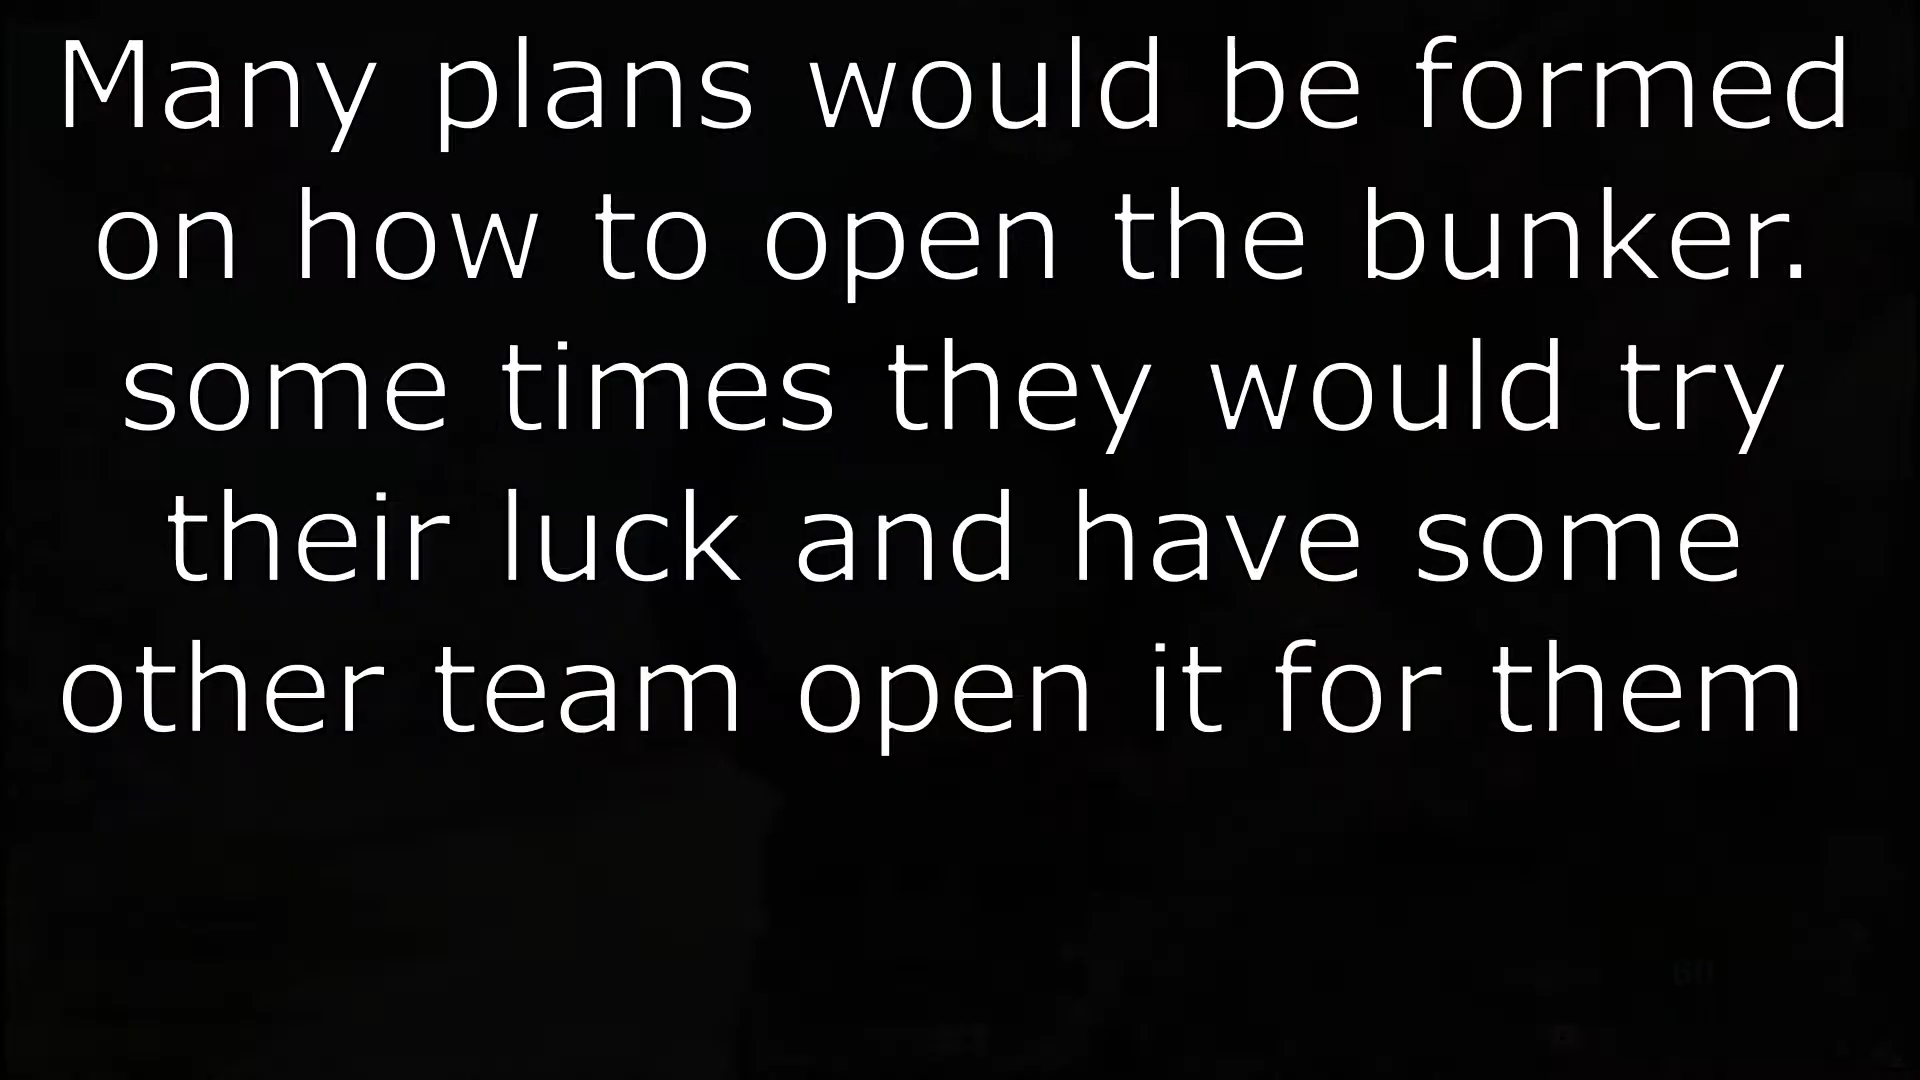 Many plans would be formed
on how to open the bunker.
some times they would try
their luck and have some
other team open it for them